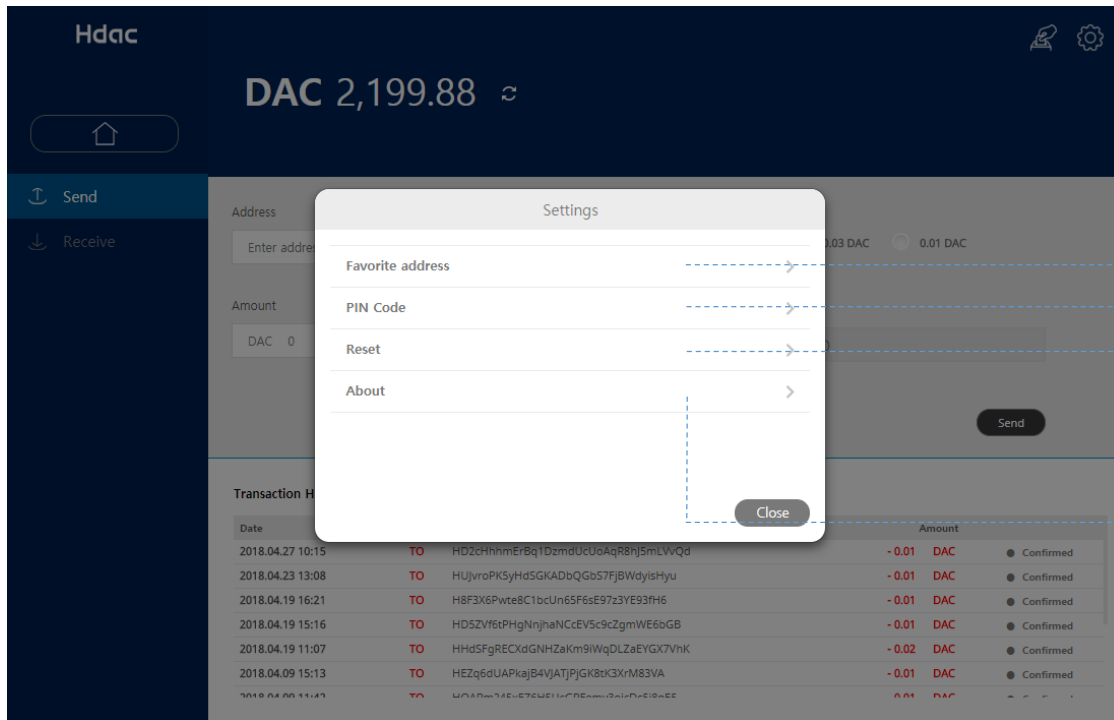 Hdac
DAC 2,199.88
Send
Receive
Address
Settings
Enter addre
0.03 DAC 0.01 DAC
Favorite address
Amount
PIN Code
DAC 0
Reset
About
Send
Transaction H
Close
Date Amount
2018.04.27 10:15 TO HD2cHhhmErBq1DzmdUcUoAqR8hJ5mLVvQd - 0.01 DAC Confirmed
2018.04.23 13:08 TO HUJvroPK5yHdSGKADbQGbS7FjBWdyisHyu - 0.01 DAC Confirmed
2018.04.19 16:21 TO H8F3X6Pwte8C1bcUn65F6sE97z3YE93fH6 - 0.01 DAC Confirmed
2018.04.19 15:16 TO HD5ZVf6tPHgNnjhaNCcEV5c9cZgmWE6bGB - 0.01 DAC Confirmed
2018.04.19 11:07 TO HHdSFgRECXdGNHZaKm9iWqDLZaEYGX7VhK - 0.02 DAC Confirmed
2018.04.09 15:13 TO HEZq6dUAPkajB4VJATjPjGK8tK3XrM83VA - 0.01 DAC Confirmed